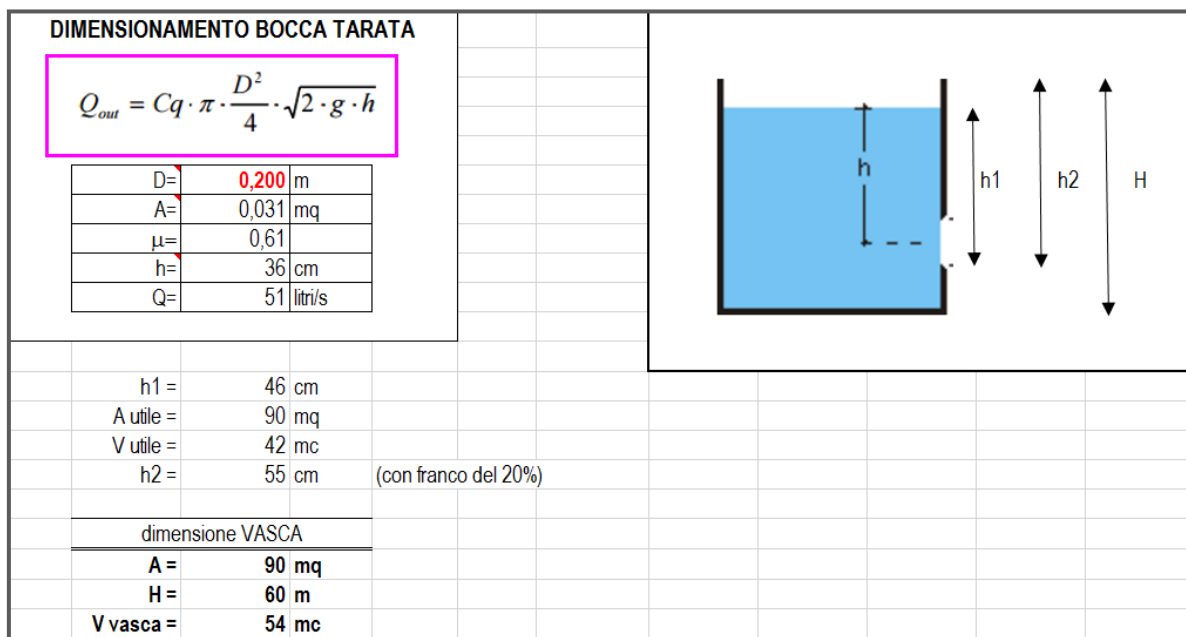 DIMENSIONAMENTO BOCCA TARATA
Q_out = Cq · π · D²/4 · √2 · g · h
D= 0,200 m
A= 0,031 mq
μ= 0,61
h= 36 cm
Q= 51 litri/s
h
h1
h2
H
h1 = 46 cm
A utile = 90 mq
V utile = 42 mc
h2 = 55 cm (con franco del 20%)
dimensione VASCA
A = 90 mq
H = 60 m
V vasca = 54 mc